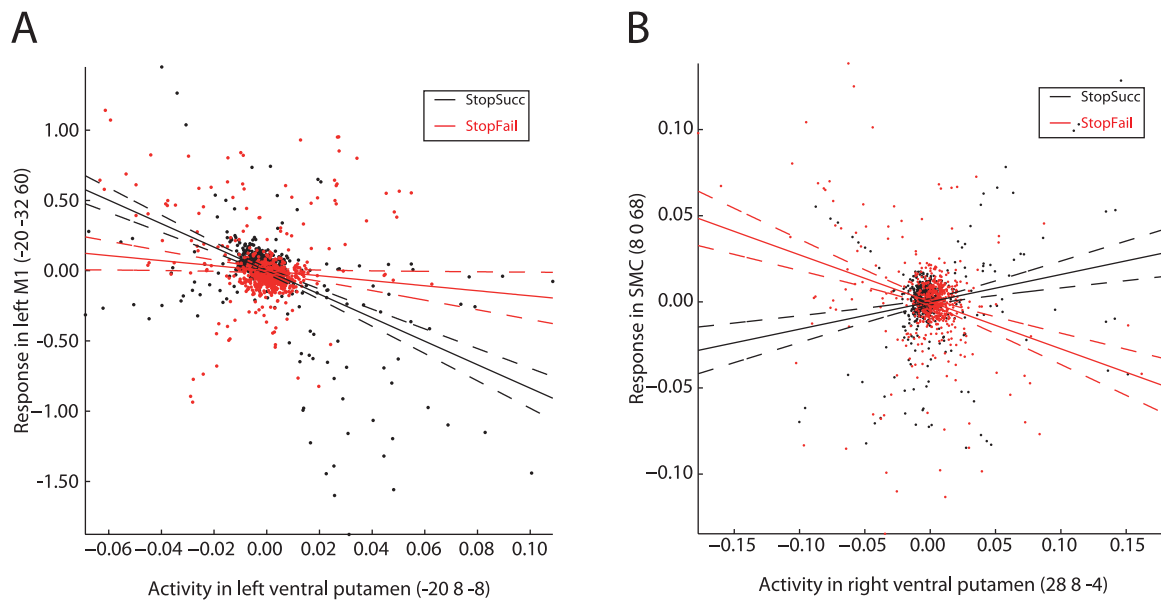 A
StopSucc
StopFail
1.00
0.50
0.00
-0.50
−1.00
-1.50
Response in left M1 (-20 -32 60)
−0.06 −0.04 −0.02 0.00 0.02 0.04 0.06 0.08 0.10
Activity in left ventral putamen (-20 8 -8)
B
StopSucc
StopFail
0.10
0.05
0.00
−0.05
−0.10
Response in SMC (8 0 68)
−0.15 −0.10 −0.05 0.00 0.05 0.10 0.15
Activity in right ventral putamen (28 8 -4)